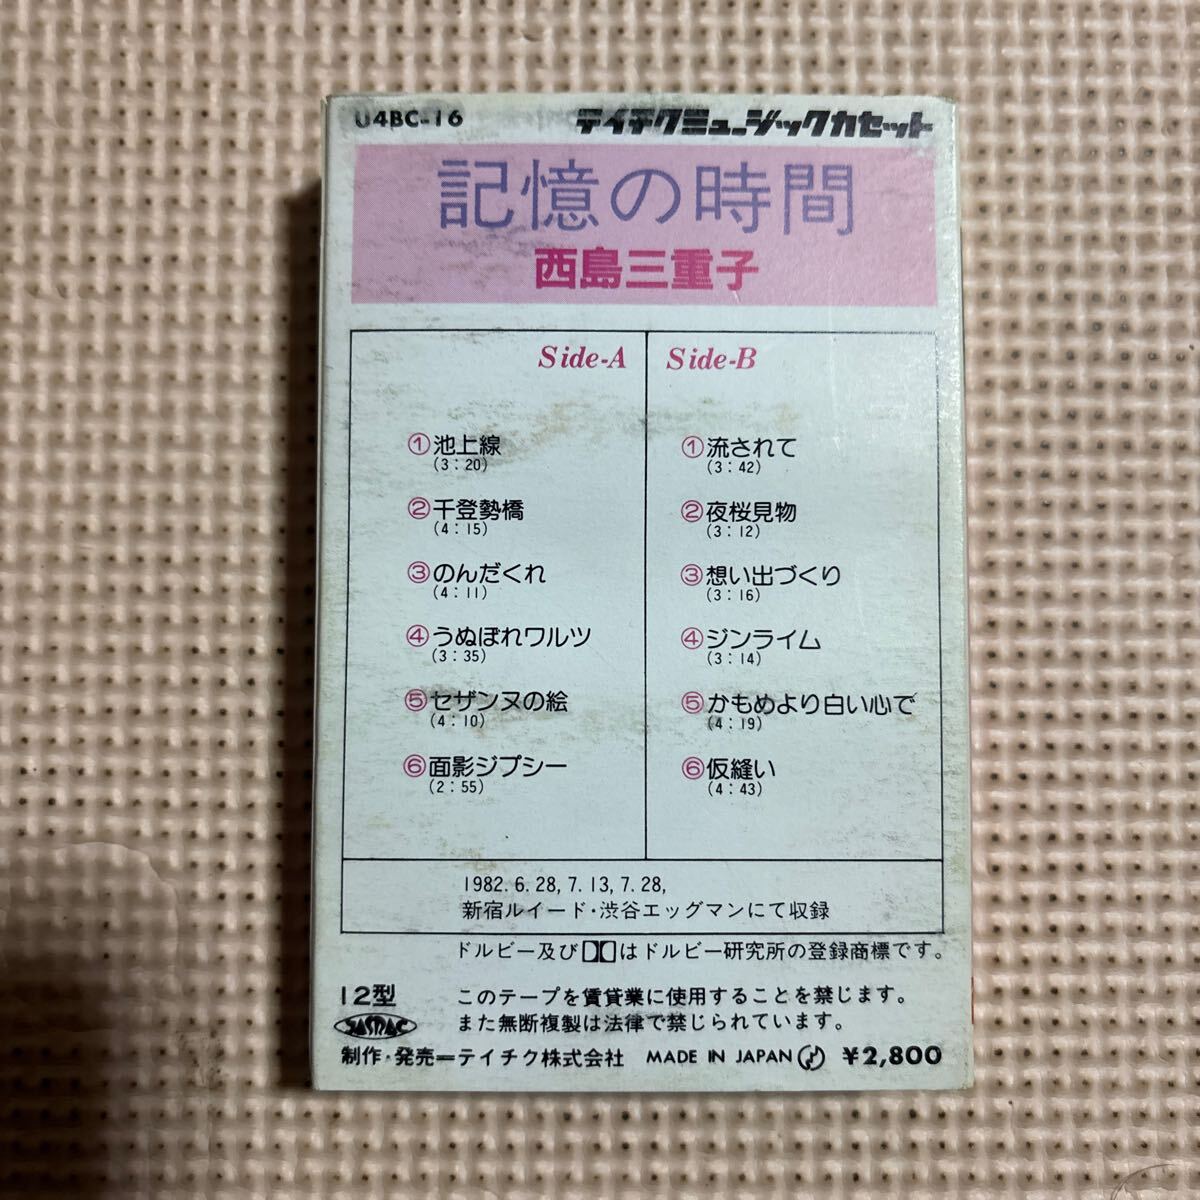 U4BC-16
テイチクミュージックカセット
記憶の時間
西島三重子
Side-A
①池上線
(3:20)
②千登勢橋
(4:15)
③のんだくれ
(4:11)
④うぬぼれワルツ
(3:35)
⑤セザンヌの絵
(4:10)
⑥面影ジプシー
(2:55)
Side-B
①流されて
(3:42)
②夜桜見物
(3:12)
③想い出づくり
(3:16)
④ジンライム
(3:14)
⑤かもめより白い心で
(4:19)
⑥仮縫い
(4:43)
1982.6.28,7.13,7.28,
新宿ルイード・渋谷エッグマンにて収録
ドルビー及びはドルビー研究所の登録商標です。
12型
このテープを賃貸業に使用することを禁じます。
JASRAC
また無断複製は法律で禁じられています。
制作・発売=テイチク株式会社 MADE IN JAPAN ¥2,800